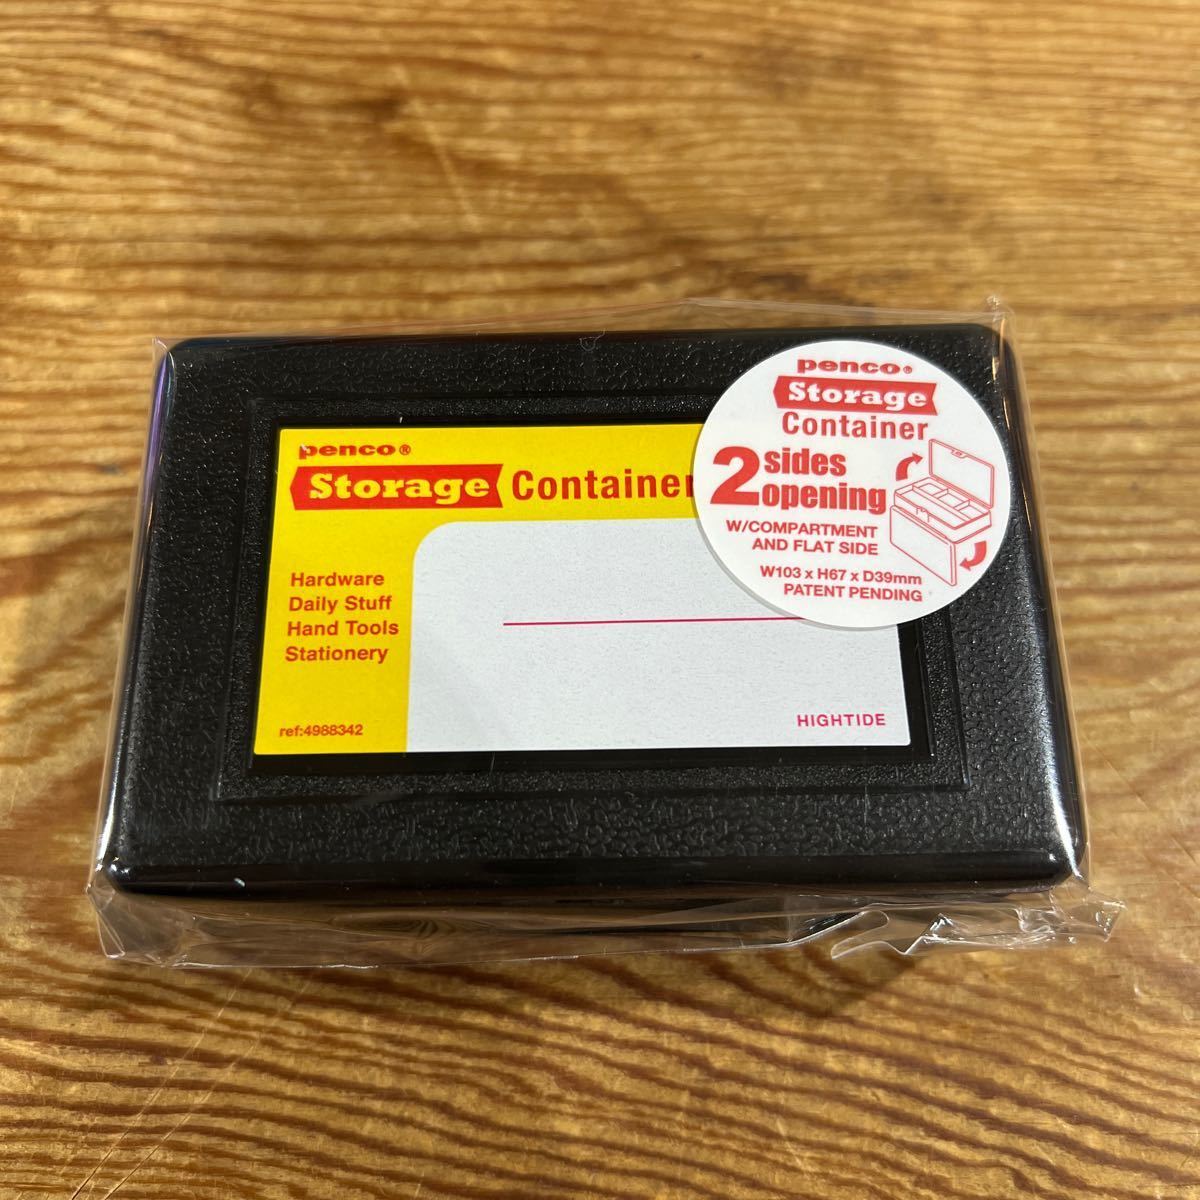 penco®
Storage Container
Hardware
Daily Stuff
Hand Tools
Stationery
ref:4988342
HIGHTIDE
penco®
Storage
Container
2 sides
opening
W/COMPARTMENT
AND FLAT SIDE
W103 x H67 x D39mm
PATENT PENDING